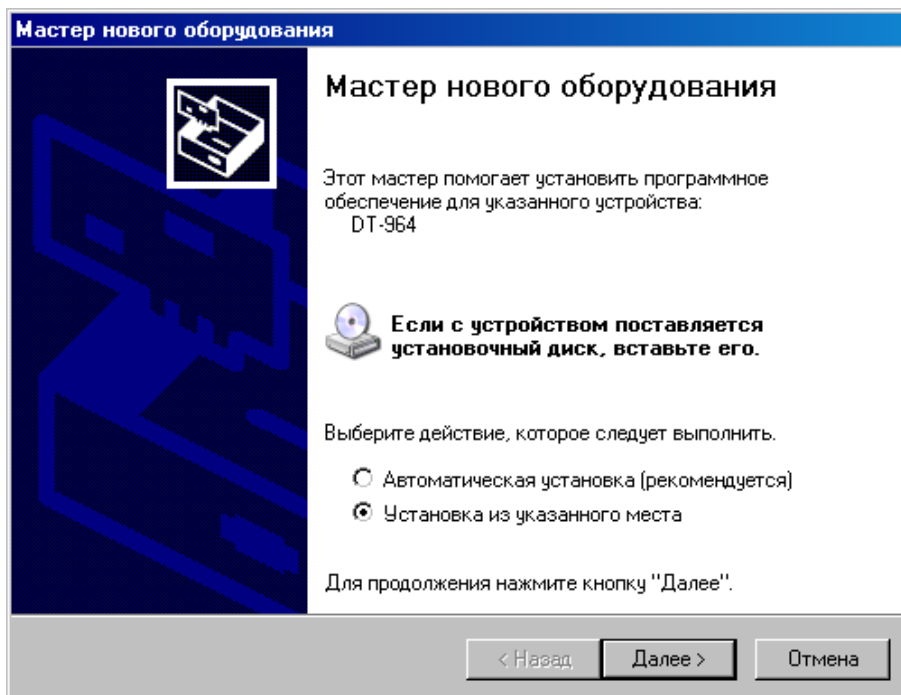 Мастер нового оборудования
Мастер нового оборудования
Этот мастер помогает установить программное
обеспечение для указанного устройства:
DT-964
Если с устройством поставляется
установочный диск, вставьте его.
Выберите действие, которое следует выполнить.
Автоматическая установка (рекомендуется)
Установка из указанного места
Для продолжения нажмите кнопку "Далее".
< Назад
Далее >
Отмена